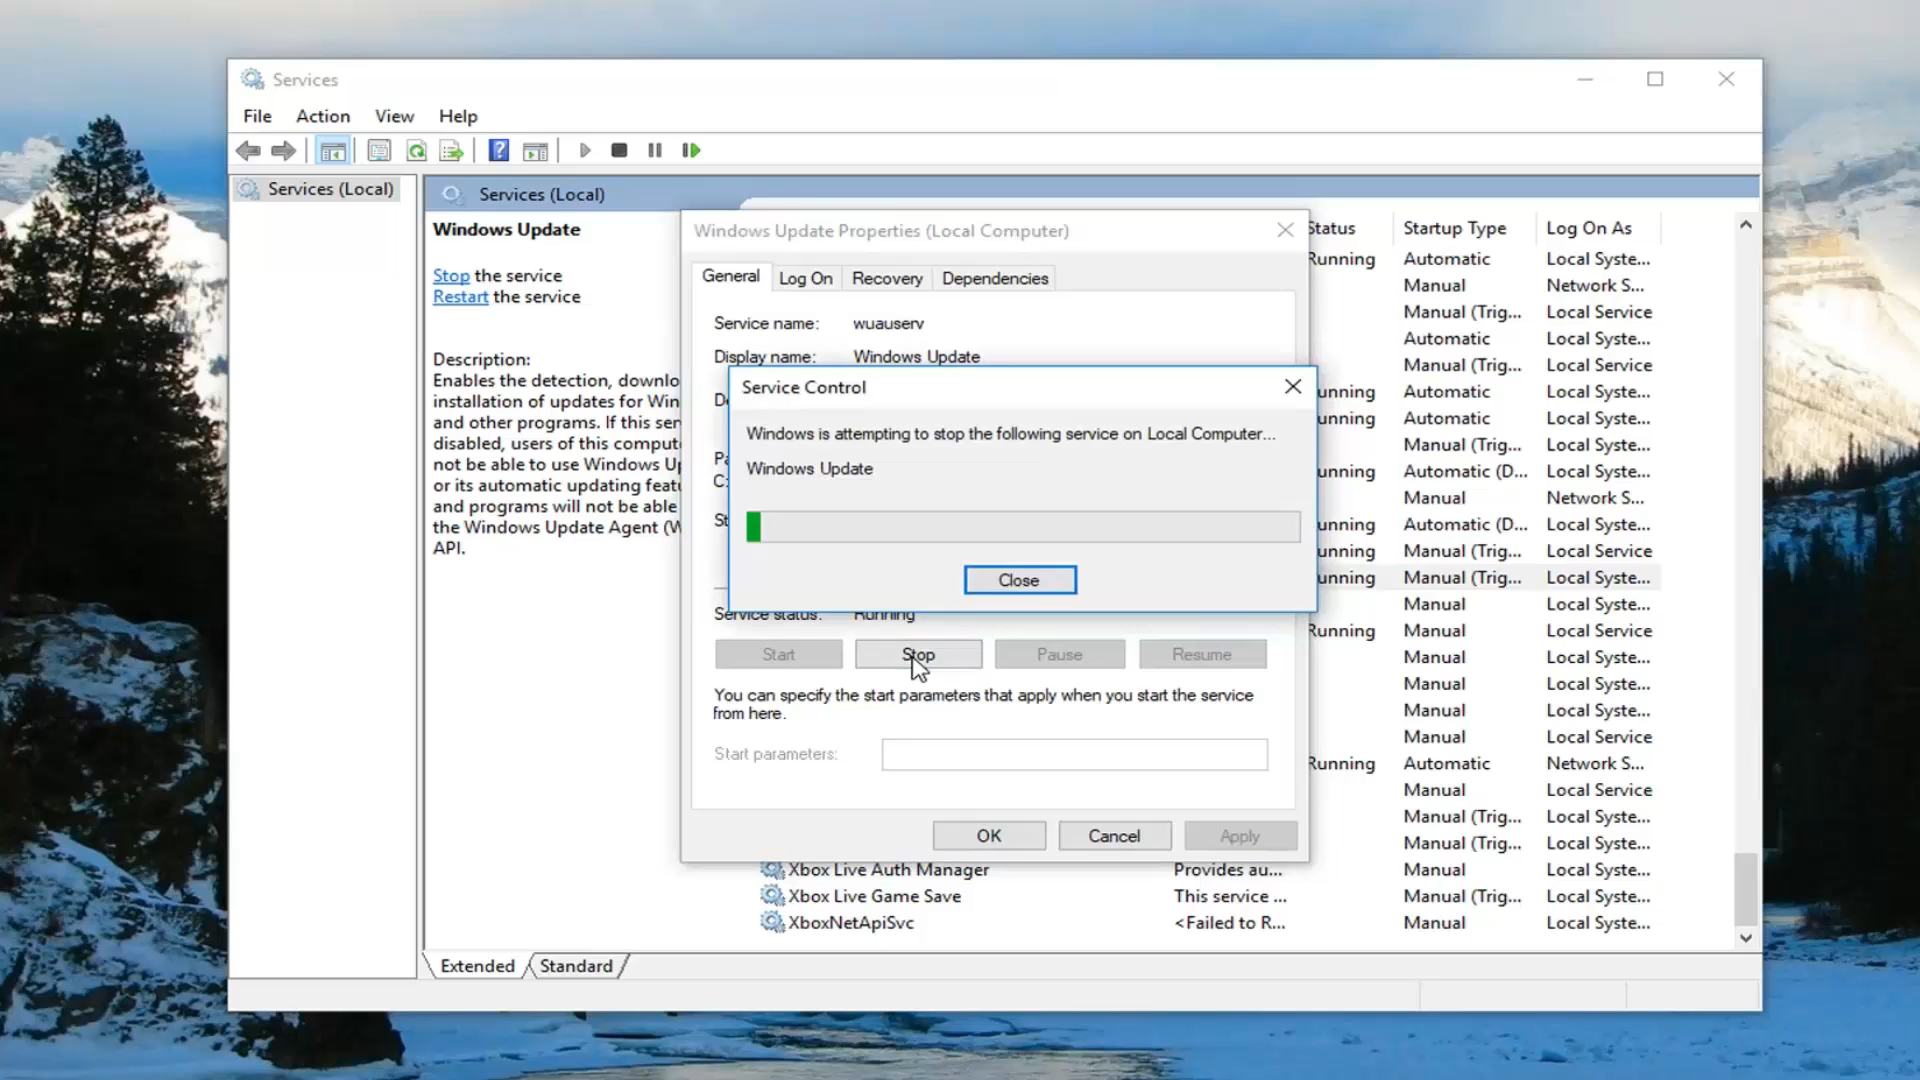 Services
File Action View Help
Services (Local)
Services (Local)
Windows Update
Stop the service
Restart the service
Description:
Enables the detection, downlo
installation of updates for Win
and other programs. If this ser
disabled, users of this comput
not be able to use Windows Up
or its automatic updating featu
and programs will not be able
the Windows Update Agent (W
API.
Windows Update Properties (Local Computer)
General Log On Recovery Dependencies
Service name: wuauserv
Display name: Windows Update
Service Control
Windows is attempting to stop the following service on Local Computer...
Windows Update
Close
Service status: Running
Start Stop Pause Resume
You can specify the start parameters that apply when you start the service
from here.
Start parameters:
OK Cancel Apply
Status Startup Type Log On As
Running Automatic Local Syste...
Manual Network S...
Manual (Trig... Local Service
Automatic Local Syste...
Manual (Trig... Local Service
unning Automatic Local Syste...
unning Automatic Local Syste...
Manual (Trig... Local Syste...
unning Automatic (D... Local Syste...
Manual Network S...
unning Automatic (D... Local Syste...
unning Manual (Trig... Local Service
unning Manual (Trig... Local Syste...
Manual Local Syste...
Running Manual Local Service
Manual Local Syste...
Manual Local Syste...
Manual Local Syste...
Manual Local Service
Running Automatic Network S...
Manual Local Service
Manual (Trig... Local Syste...
Manual (Trig... Local Syste...
Xbox Live Auth Manager Provides au... Manual Local Syste...
Xbox Live Game Save This service ... Manual (Trig... Local Syste...
XboxNetApiSvc <Failed to R... Manual Local Syste...
Extended Standard